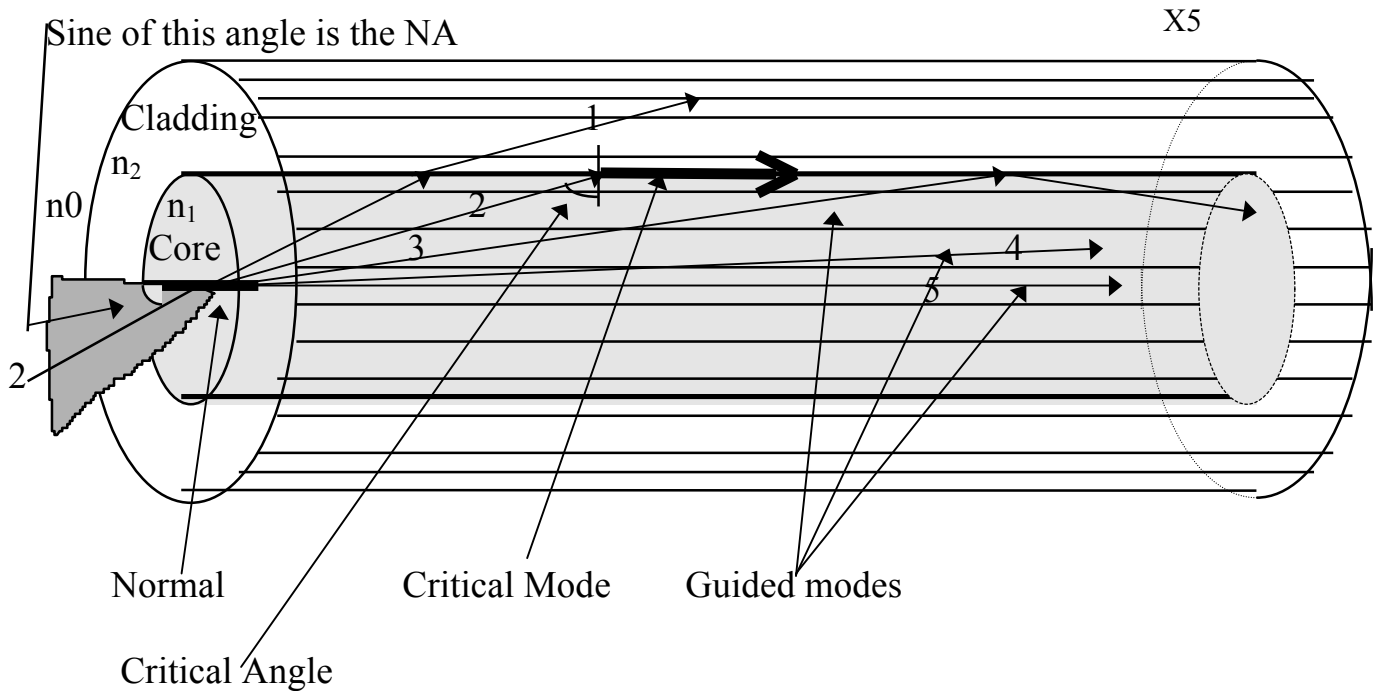 X5
Sine of this angle is the NA
Cladding
1
n₂
n0
n₁
2
Core
3
4
5
2
Normal
Critical Mode
Guided modes
Critical Angle